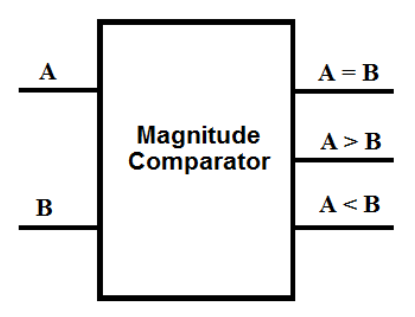 A
B
Magnitude
Comparator
A = B
A > B
A < B